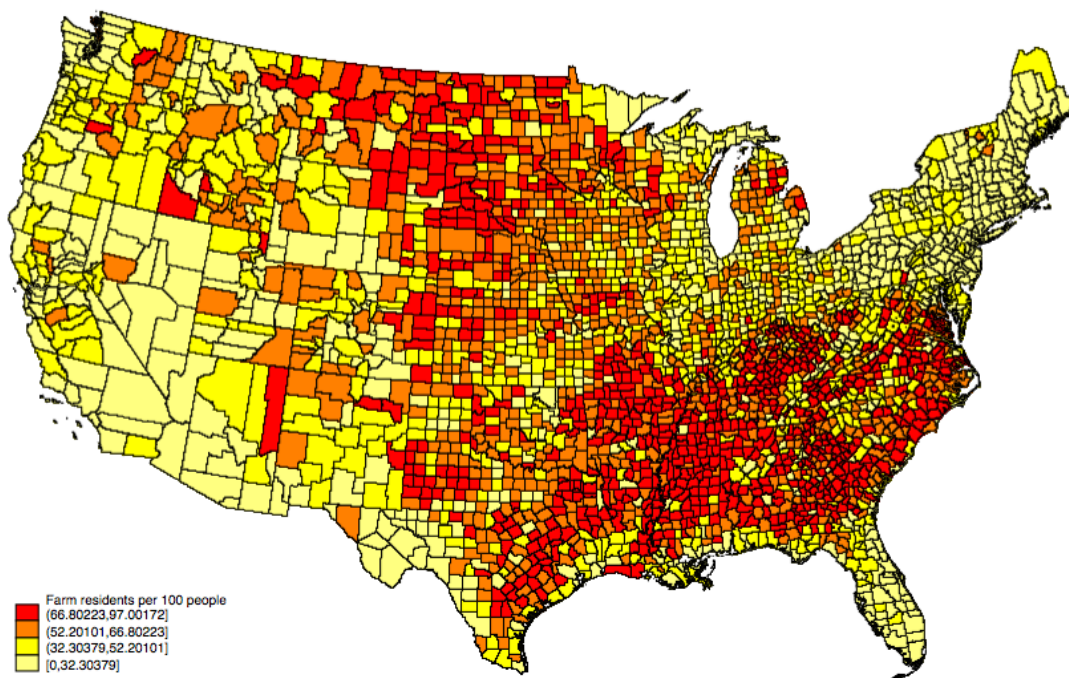 Farm residents per 100 people
(66.80223,97.00172]
(52.20101,66.80223]
(32.30379,52.20101]
[0,32.30379]